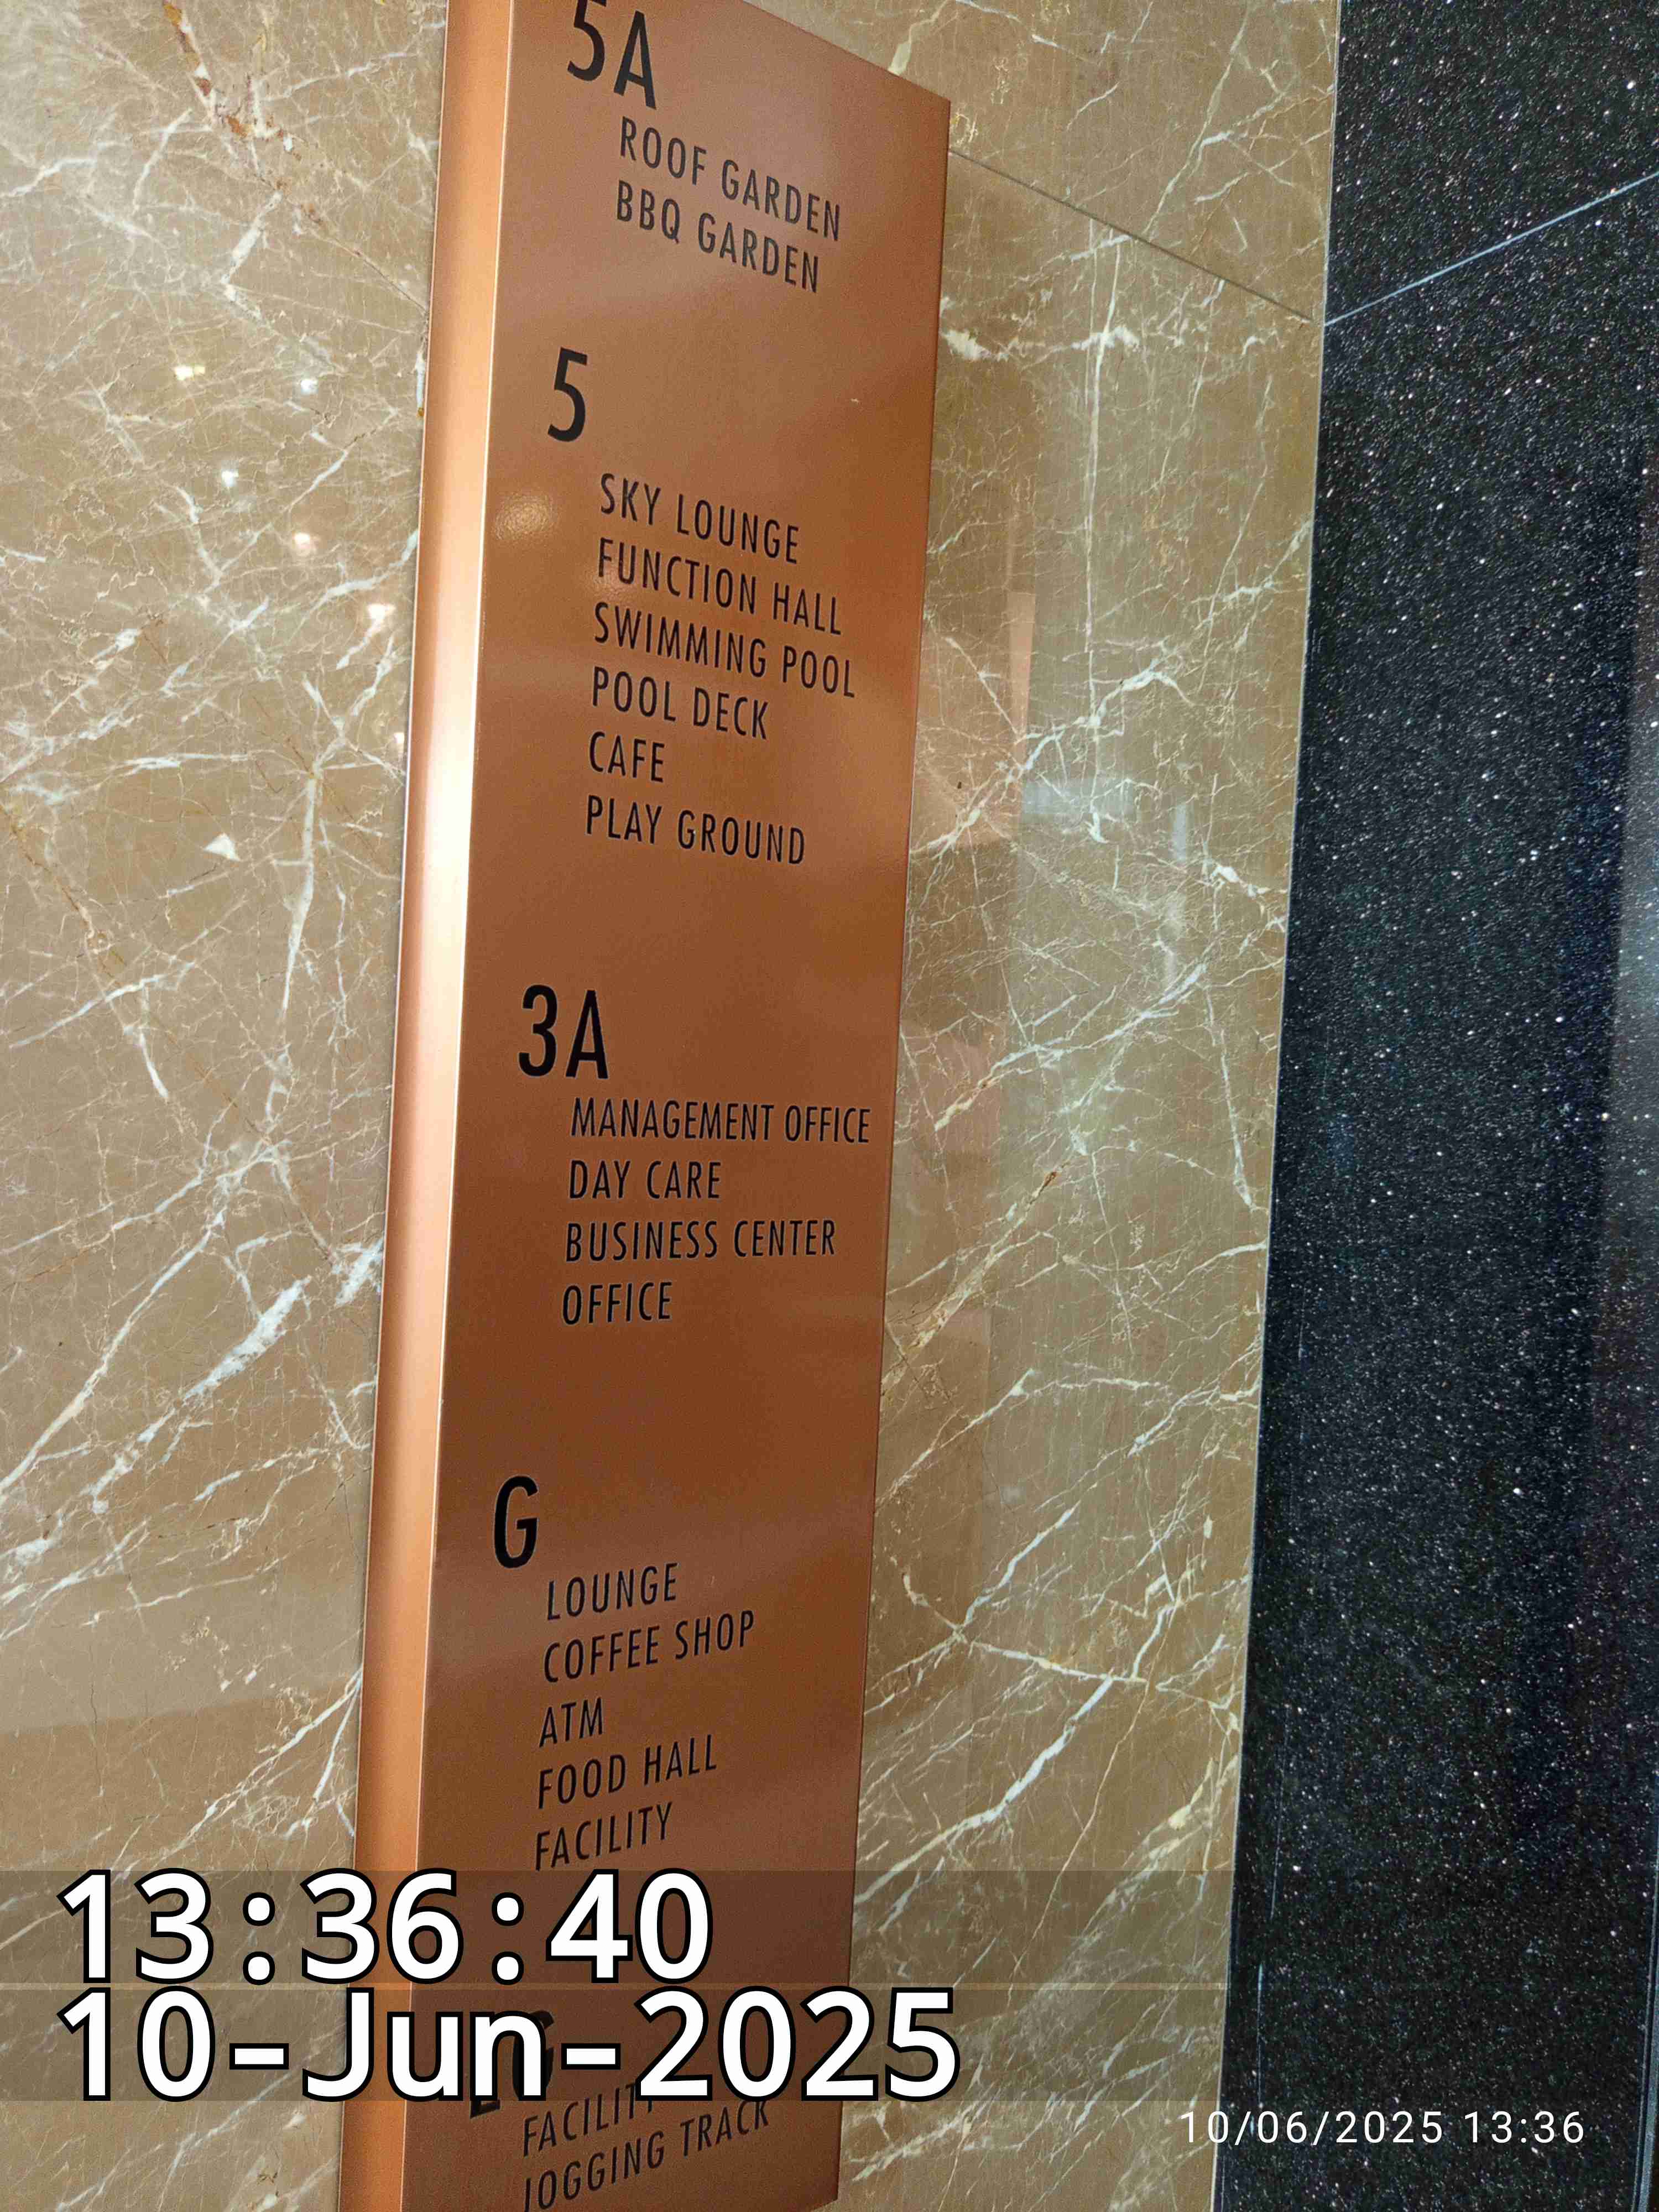 5A
ROOF GARDEN
BBQ GARDEN
5
SKY LOUNGE
FUNCTION HALL
SWIMMING POOL
POOL DECK
CAFE
PLAY GROUND
3A
MANAGEMENT OFFICE
DAY CARE
BUSINESS CENTER
OFFICE
G
LOUNGE
COFFEE SHOP
ATM
FOOD HALL
FACILITY
13:36:40
10-Jun-2025
FACILITY
JOGGING TRACK
10/06/2025 13:36